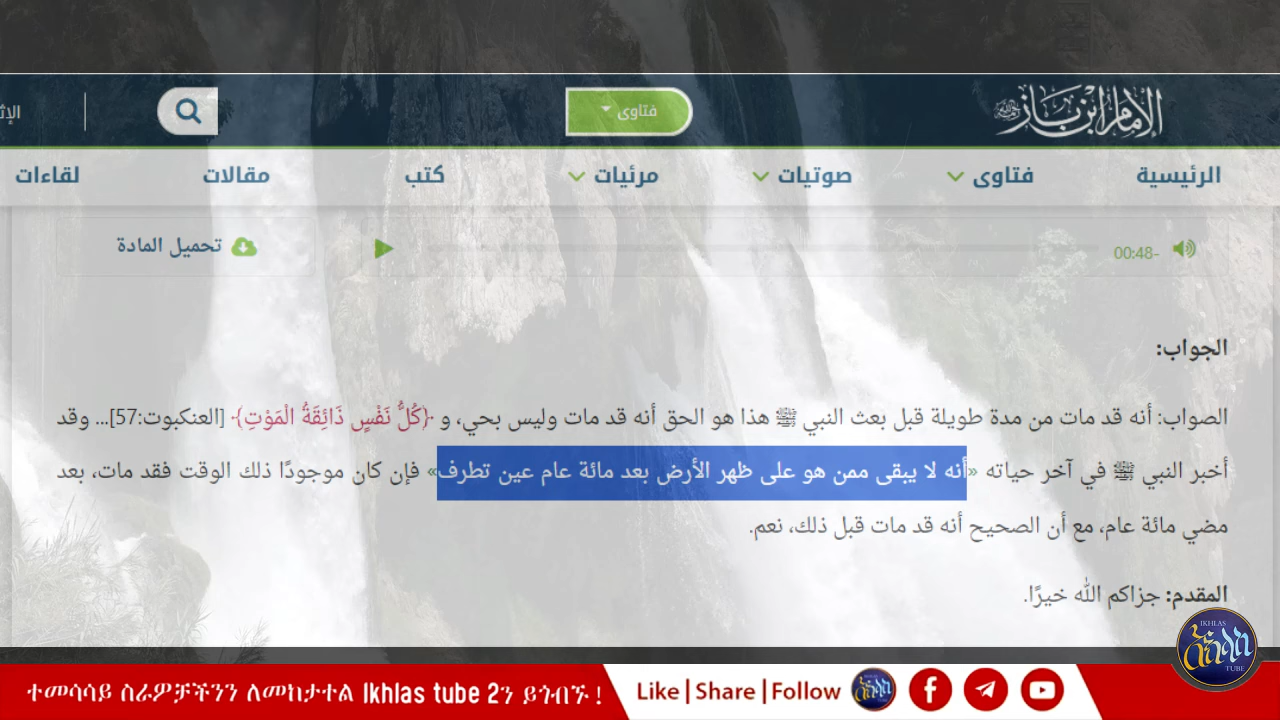 الإمام ابن باز
فتاوى
الإث
الرئيسية
فتاوى
صوتيات
مرئيات
كتب
مقالات
لقاءات
-00:48
تحميل المادة
الجواب:
الصواب: أنه قد مات من مدة طويلة قبل بعث النبي ﷺ هذا هو الحق أنه قد مات وليس بحي، و ﴿كُلُّ نَفْسٍ ذَائِقَةُ الْمَوْتِ﴾ [العنكبوت:57]... وقد
أخبر النبي ﷺ في آخر حياته «أنه لا يبقى ممن هو على ظهر الأرض بعد مائة عام عين تطرف» فإن كان موجودًا ذلك الوقت فقد مات، بعد
مضي مائة عام، مع أن الصحيح أنه قد مات قبل ذلك، نعم.
المقدم: جزاكم الله خيرًا.
IKHLAS
እኽላስ
TUBE
ተመሳሳይ ስራዎቻችንን ለመከታተል Ikhlas tube 2ን ይጎብኙ !
Like | Share | Follow